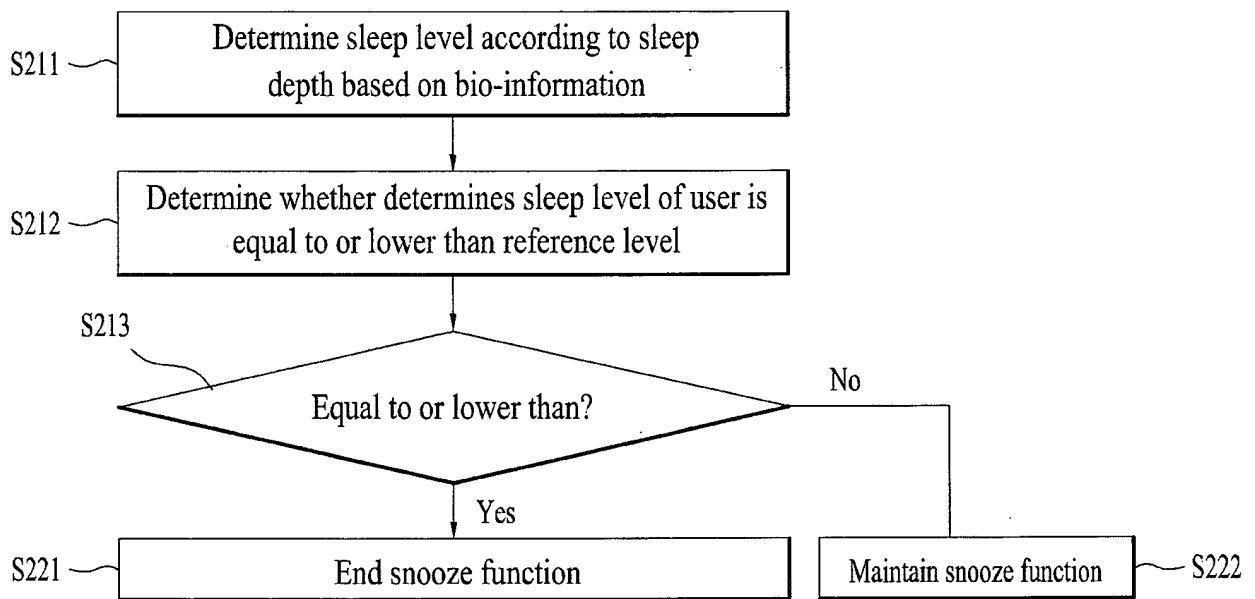 Determine sleep level according to sleep
depth based on bio-information
S211
Determine whether determines sleep level of user is
equal to or lower than reference level
S212
S213
Equal to or lower than?
No
Yes
S221
End snooze function
Maintain snooze function
S222